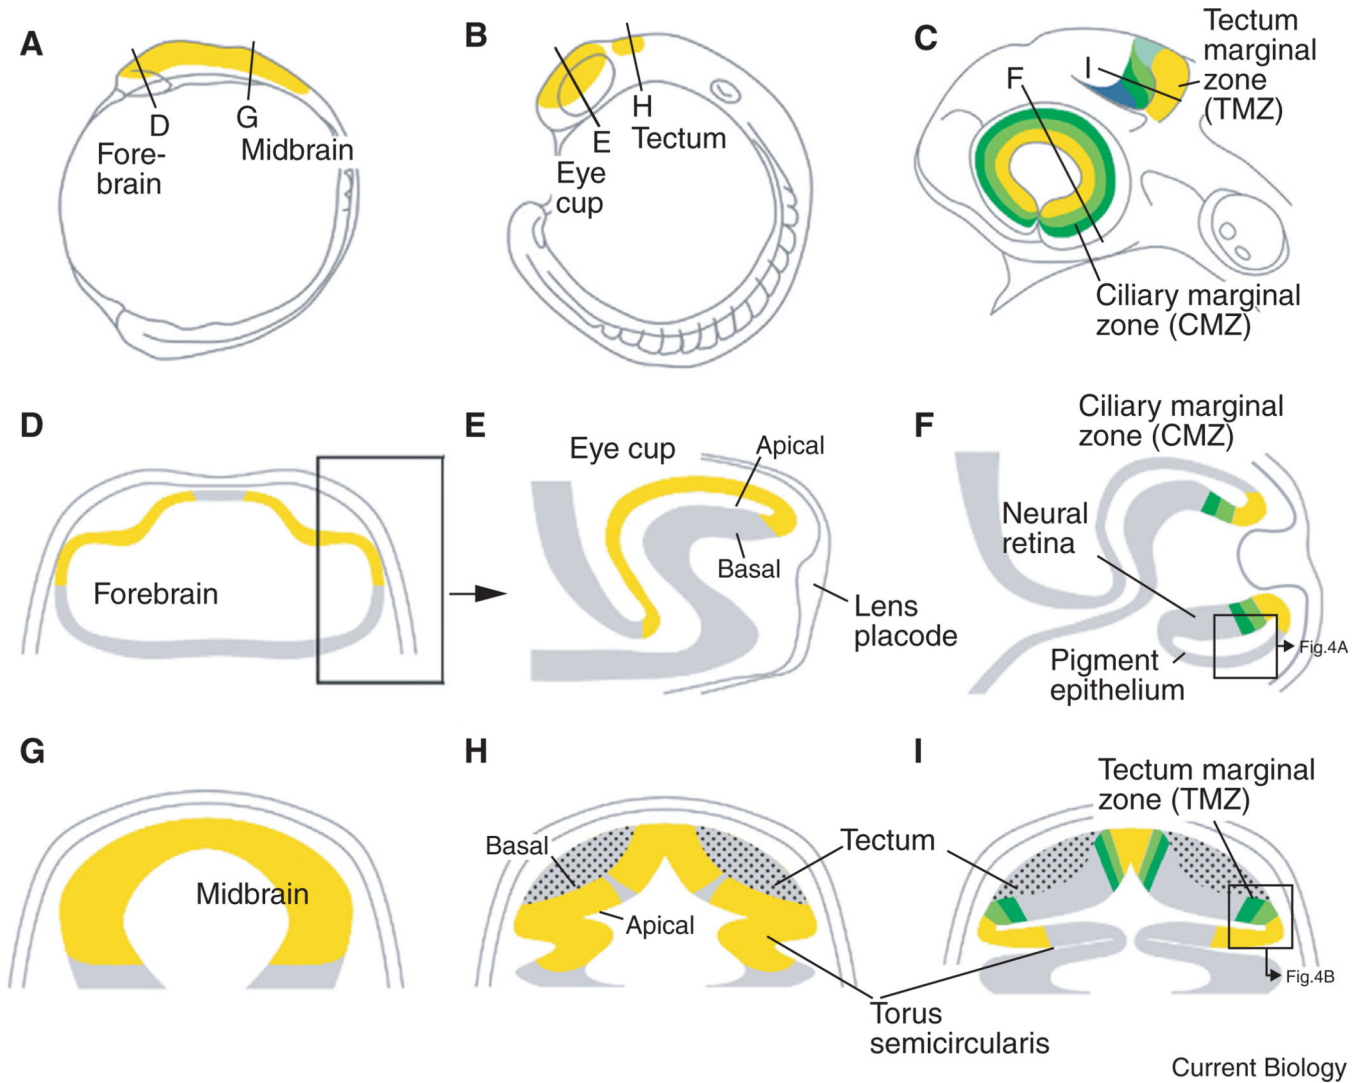 A
D
G
Fore-
brain
Midbrain
B
H
E
Tectum
Eye
cup
C
Tectum
marginal
zone
(TMZ)
I
F
Ciliary marginal
zone (CMZ)
D
Forebrain
E
Eye cup
Apical
Basal
Lens
placode
F
Ciliary marginal
zone (CMZ)
Neural
retina
Pigment
epithelium
Fig.4A
G
Midbrain
H
Basal
Apical
Tectum
Torus
semicircularis
I
Tectum marginal
zone (TMZ)
Fig.4B
Current Biology